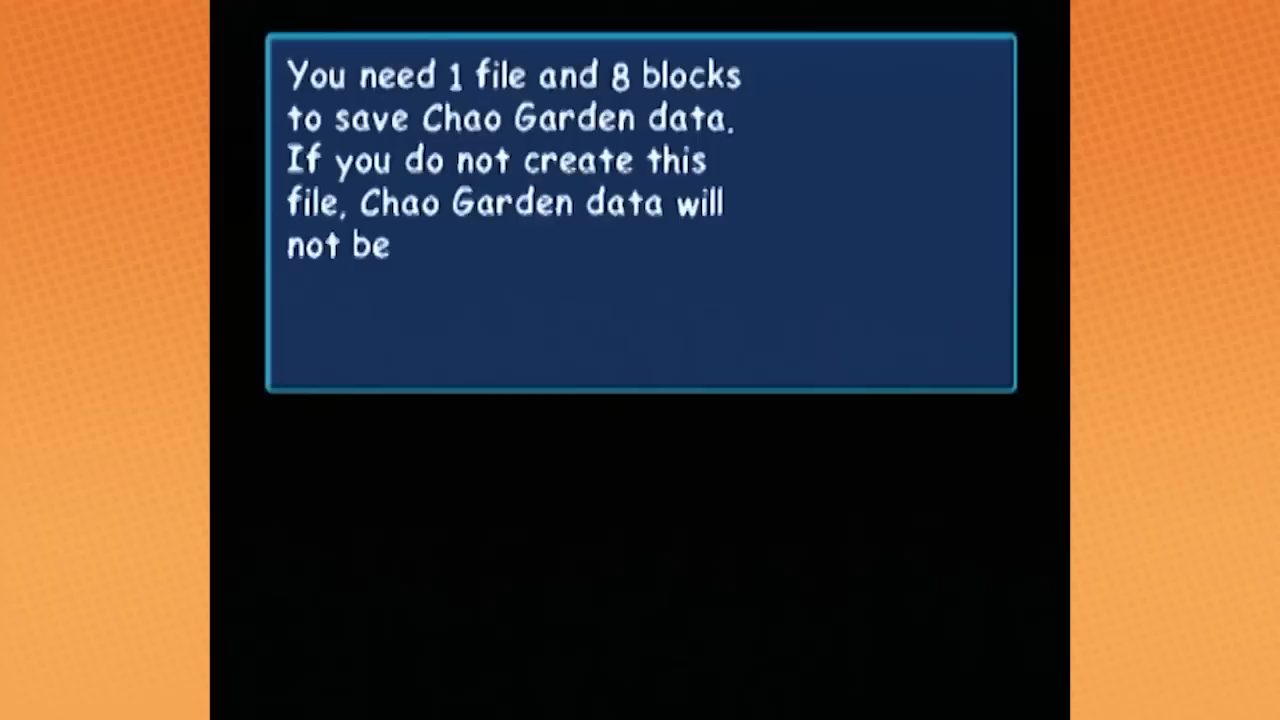 You need 1 file and 8 blocks
to save Chao Garden data.
If you do not create this
file, Chao Garden data will
not be